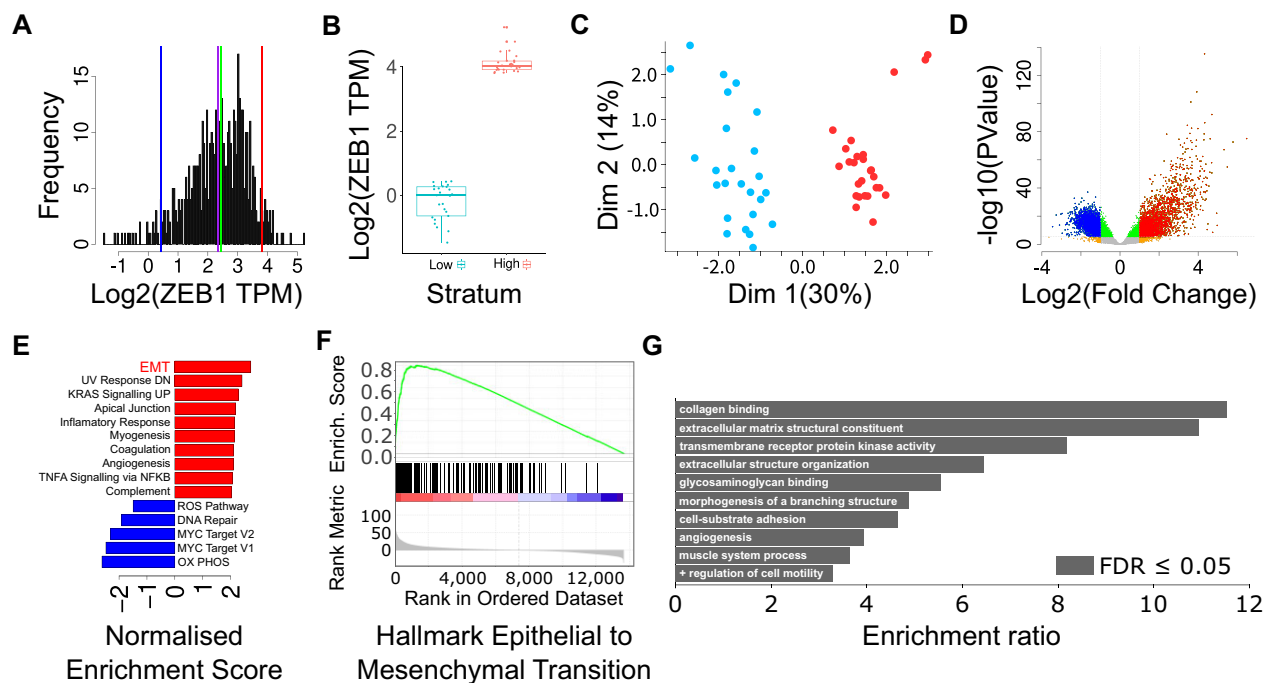 A
Frequency
15
10
5
0
-1 0 1 2 3 4 5
Log2(ZEB1 TPM)
B
Log2(ZEB1 TPM)
4
2
0
Low High
Stratum
C
Dim 2 (14%)
2.0
1.0
0.0
-1.0
-2.0 0.0 2.0
Dim 1(30%)
D
-log10(PValue)
120
80
40
0
-4 0 4
Log2(Fold Change)
E
EMT
UV Response DN
KRAS Signalling UP
Apical Junction
Inflamatory Response
Myogenesis
Coagulation
Angiogenesis
TNFA Signalling via NFKB
Complement
ROS Pathway
DNA Repair
MYC Target V2
MYC Target V1
OX PHOS
−2 −1 0 1 2
Normalised
Enrichment Score
F
Enrich. Score
0.8
0.6
0.4
0.2
0.0
Rank Metric
100
50
0
0 4,000 8,000 12,000
Rank in Ordered Dataset
Hallmark Epithelial to
Mesenchymal Transition
G
collagen binding
extracellular matrix structural constituent
transmembrane receptor protein kinase activity
extracellular structure organization
glycosaminoglycan binding
morphogenesis of a branching structure
cell-substrate adhesion
angiogenesis
muscle system process
+ regulation of cell motility
FDR ≤ 0.05
0 2 4 6 8 10 12
Enrichment ratio